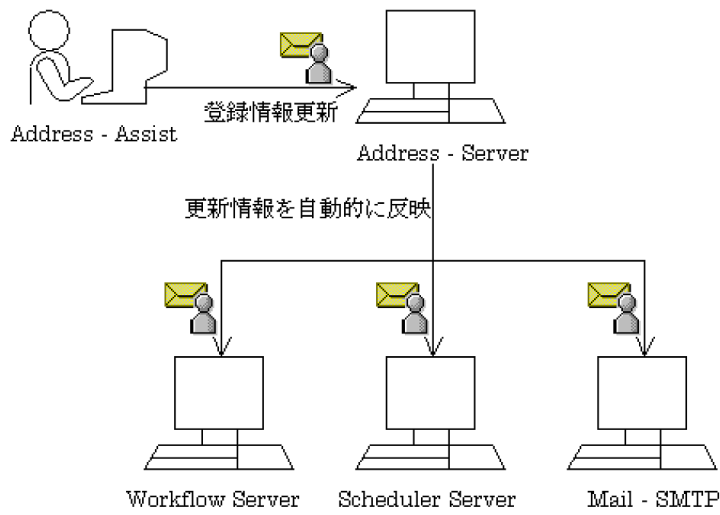 登録情報更新
Address - Assist
Address - Server
更新情報を自動的に反映
Workflow Server
Scheduler Server
Mail - SMTP